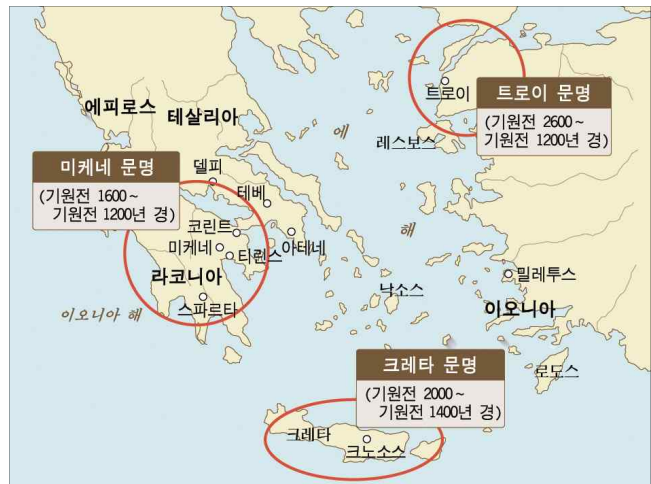 에피로스
테살리아
트로이
트로이 문명
(기원전 2600~
기원전 1200년 경)
에
레스보스
미케네 문명
(기원전 1600~
기원전 1200년 경)
델피
테베
코린트
미케네
티린스
아테네
해
밀레투스
라코니아
스파르타
낙소스
이오니아
이오니아 해
크레타 문명
(기원전 2000~
기원전 1400년 경)
로도스
크레타
크노소스